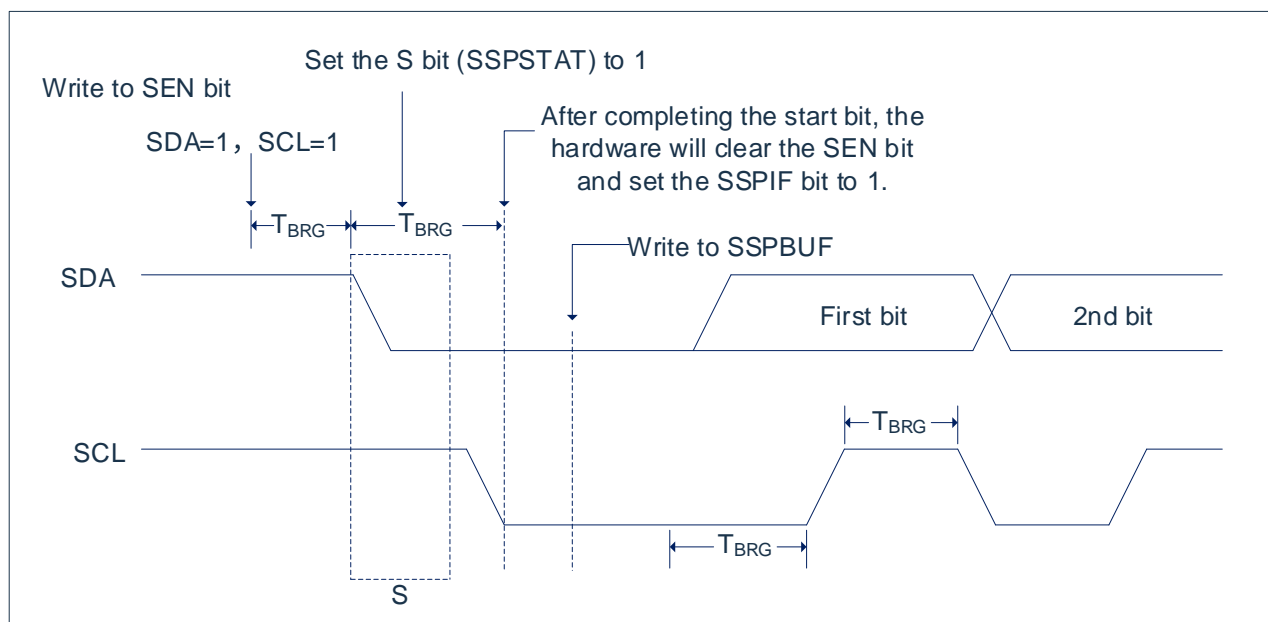 Set the S bit (SSPSTAT) to 1
Write to SEN bit
SDA=1, SCL=1
After completing the start bit, the
hardware will clear the SEN bit
and set the SSPIF bit to 1.
TBRG
TBRG
Write to SSPBUF
SDA
First bit
2nd bit
TBRG
SCL
TBRG
S